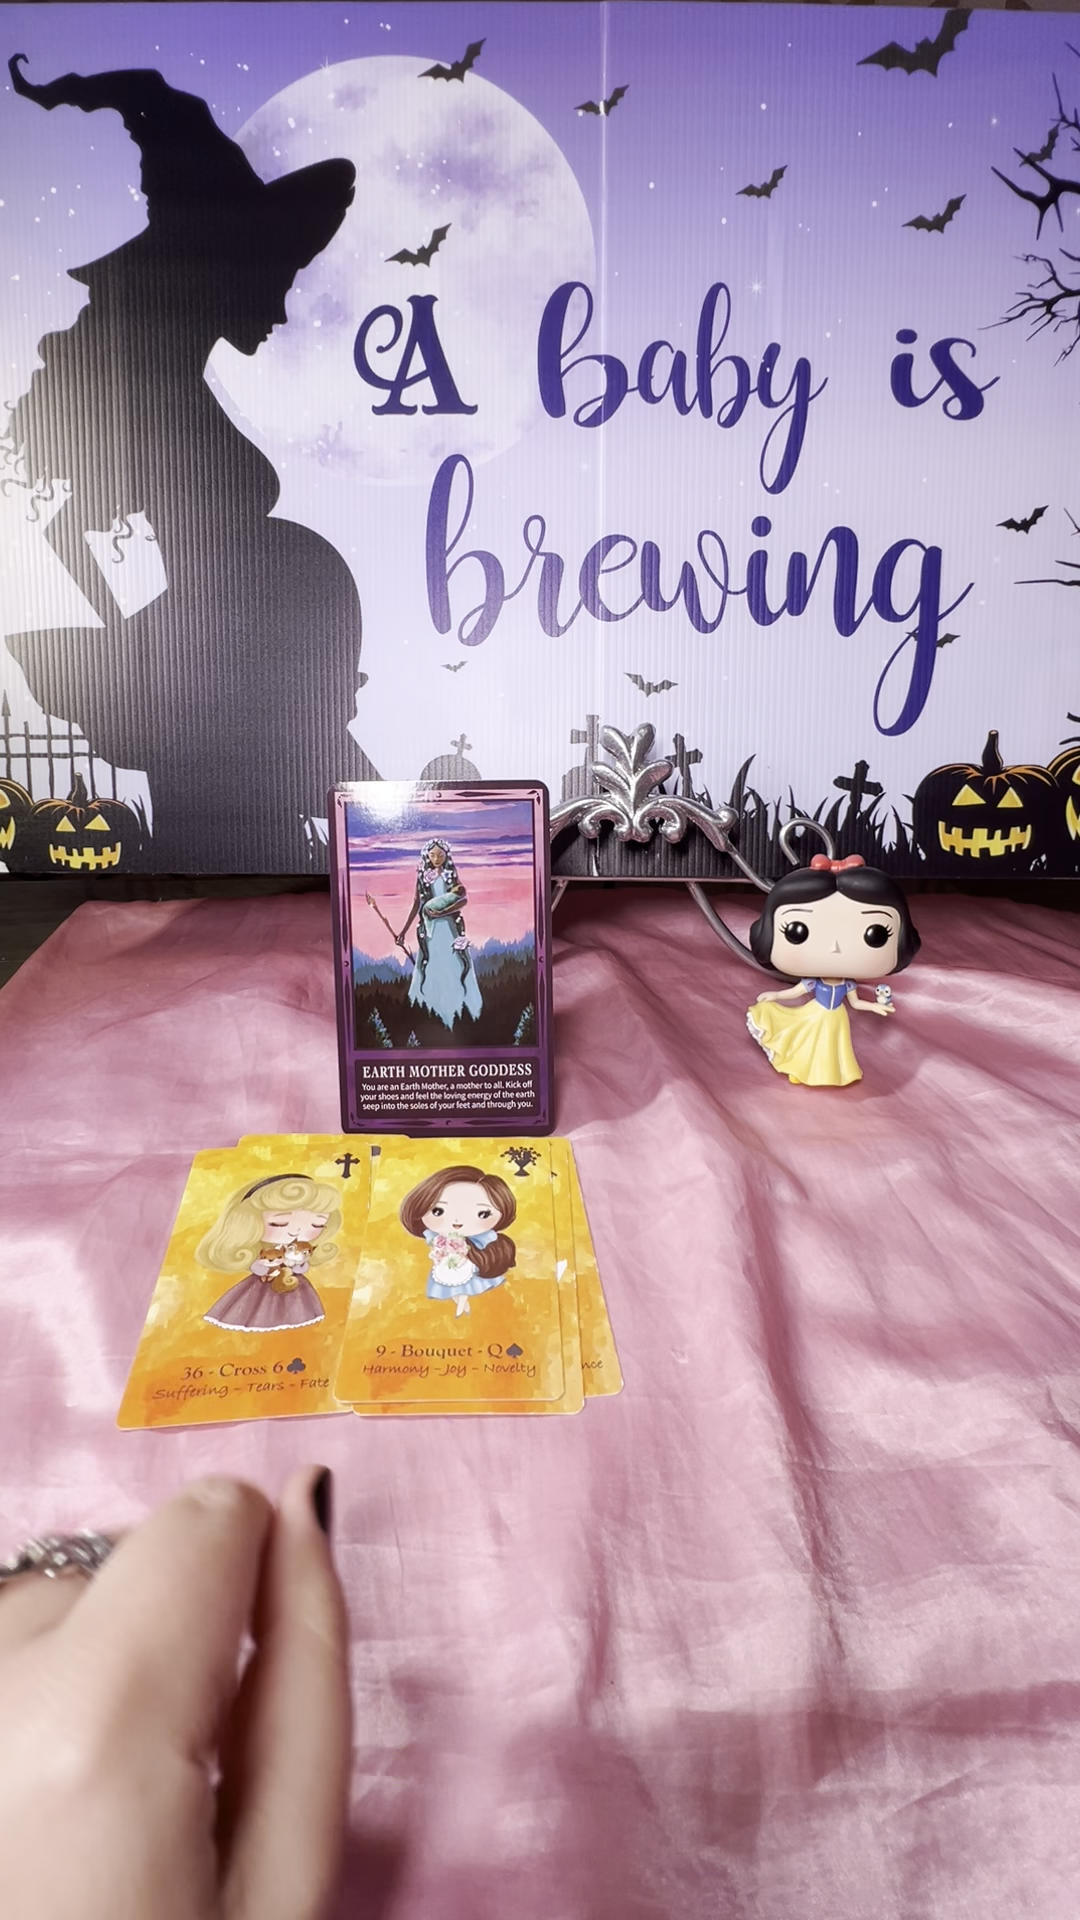 A baby is
brewing
EARTH MOTHER GODDESS
You are an Earth Mother, a mother to all. Kick off
your shoes and feel the loving energy of the earth
seep into the soles of your feet and through you.
36 - Cross 6♣
Suffering - Tears - Fate
9 - Bouquet - Q♠
Harmony - Joy - Novelty
nce